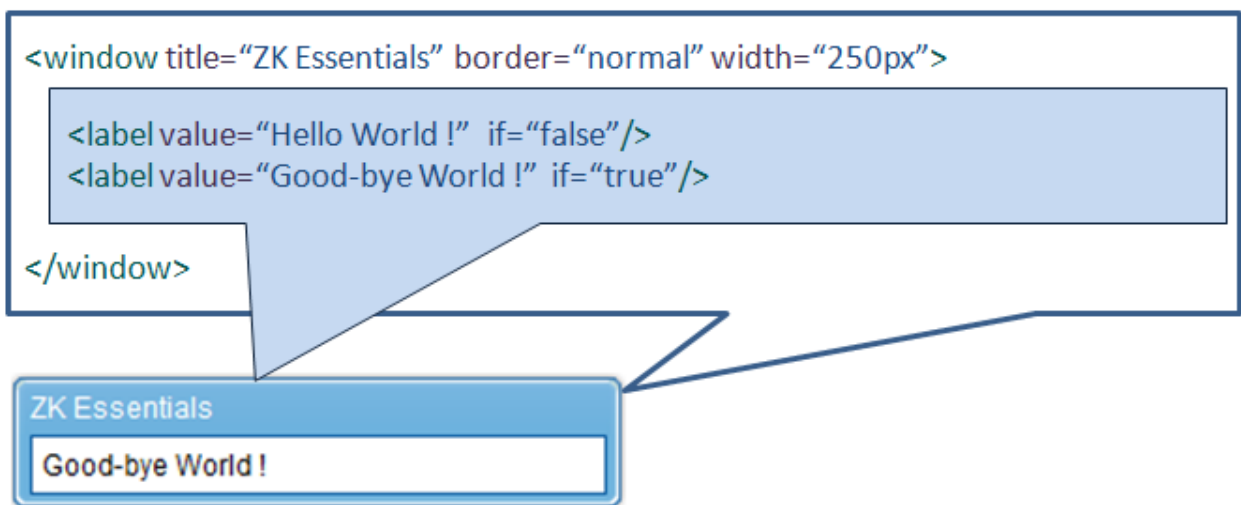 <window title=“ZK Essentials” border=“normal” width=“250px”>
<label value=“Hello World !” if=“false”/>
<label value=“Good-bye World !” if=“true”/>
</window>
ZK Essentials
Good-bye World !